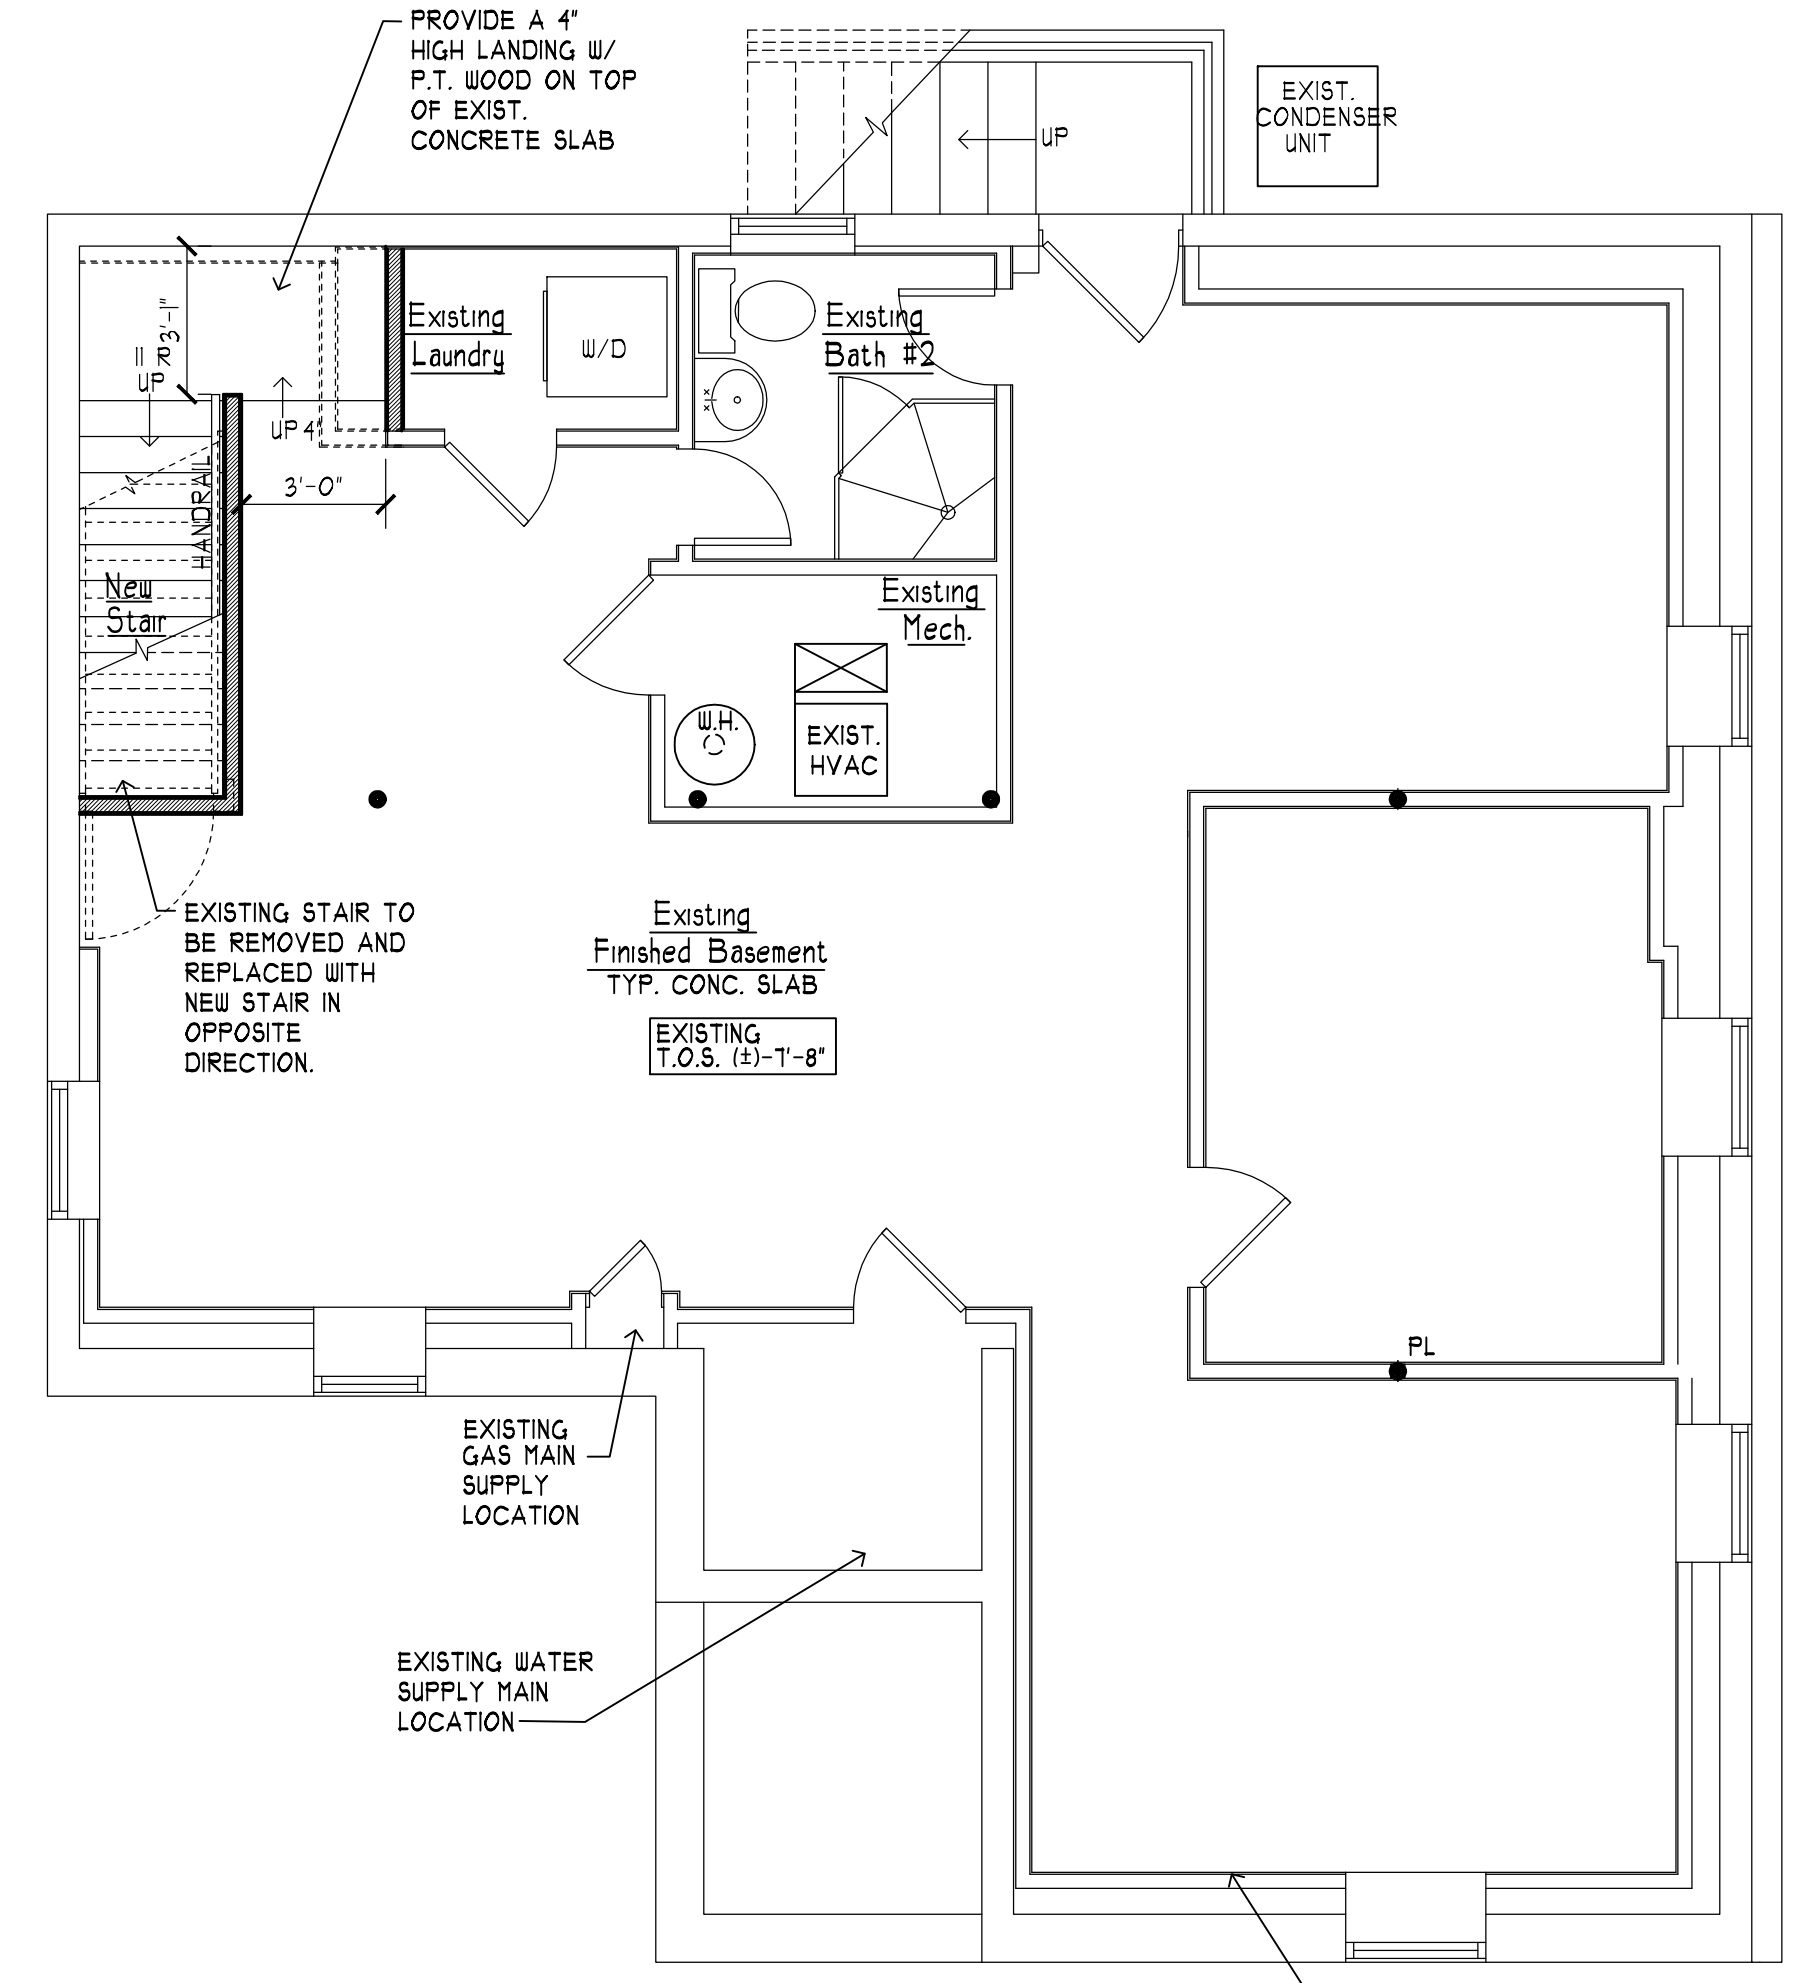 PROVIDE A 4"
HIGH LANDING W/
P.T. WOOD ON TOP
OF EXIST.
CONCRETE SLAB
UP
EXIST.
CONDENSER
UNIT
3'-1"
11 R
UP
UP 4"
3'-0"
HANDRAIL
New
Stair
Existing
Laundry
W/D
Existing
Bath #2
Existing
Mech.
W.H.
EXIST.
HVAC
EXISTING STAIR TO
BE REMOVED AND
REPLACED WITH
NEW STAIR IN
OPPOSITE
DIRECTION.
Existing
Finished Basement
TYP. CONC. SLAB
EXISTING
T.O.S. (±)-7'-8"
PL
EXISTING
GAS MAIN
SUPPLY
LOCATION
EXISTING WATER
SUPPLY MAIN
LOCATION